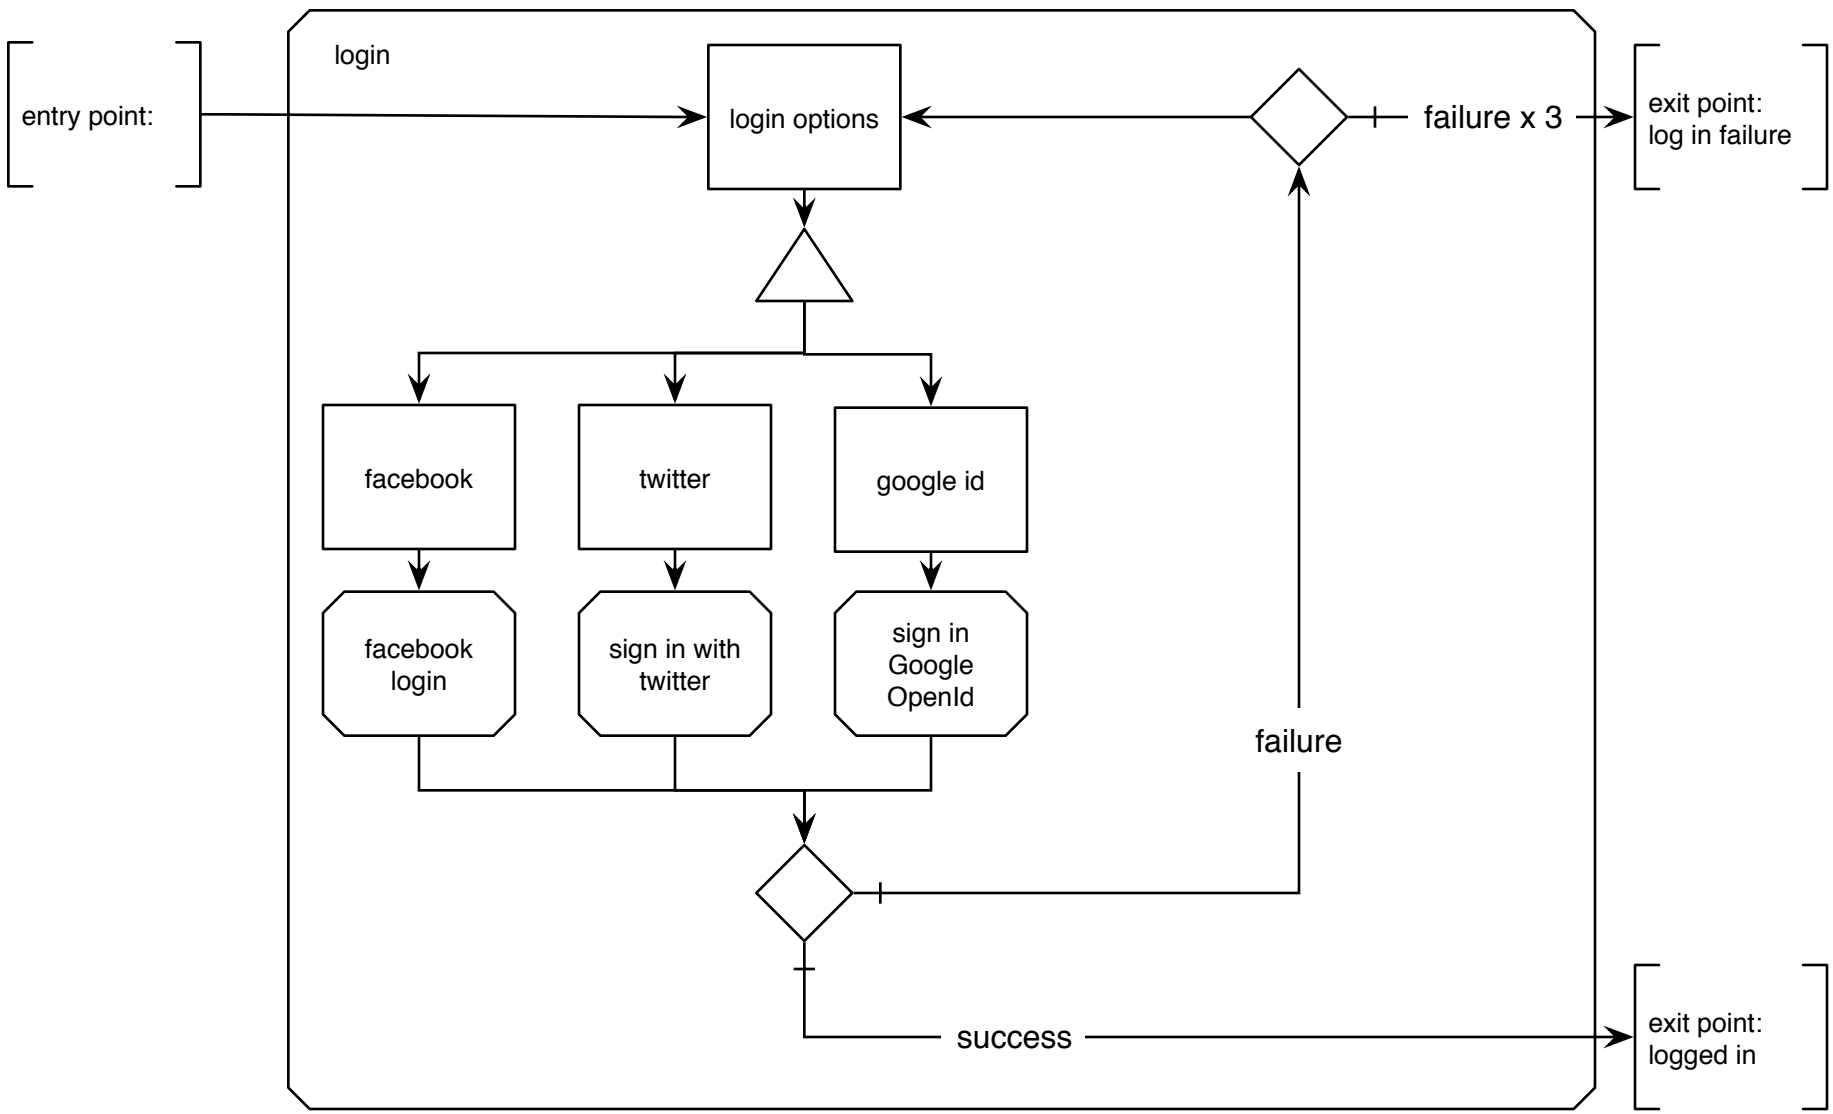 login
entry point:
login options
failure x 3
exit point:
log in failure
facebook
twitter
google id
facebook
login
sign in with
twitter
sign in
Google
OpenId
failure
success
exit point:
logged in